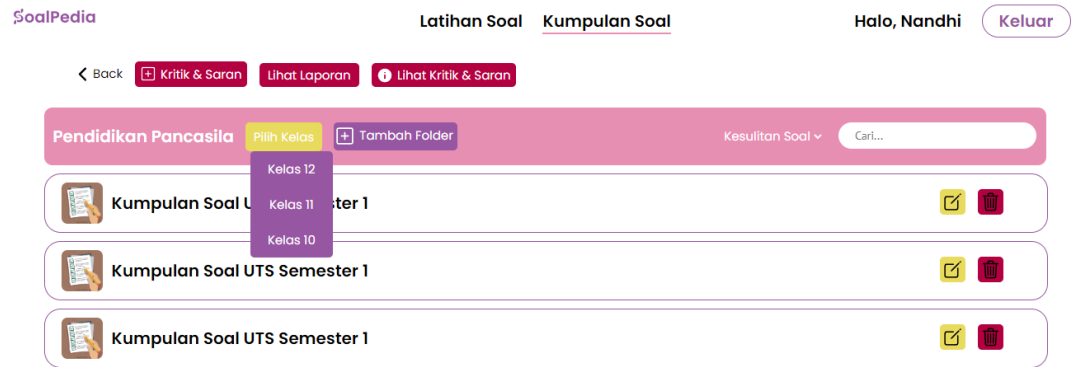 SoalPedia
Latihan Soal Kumpulan Soal
Halo, Nandhi Keluar
Back Kritik & Saran Lihat Laporan Lihat Kritik & Saran
Pendidikan Pancasila Pilih Kelas Tambah Folder Kesulitan Soal Cari...
Kelas 12
Kelas 11
Kelas 10
Kumpulan Soal U ster 1
Kumpulan Soal UTS Semester 1
Kumpulan Soal UTS Semester 1